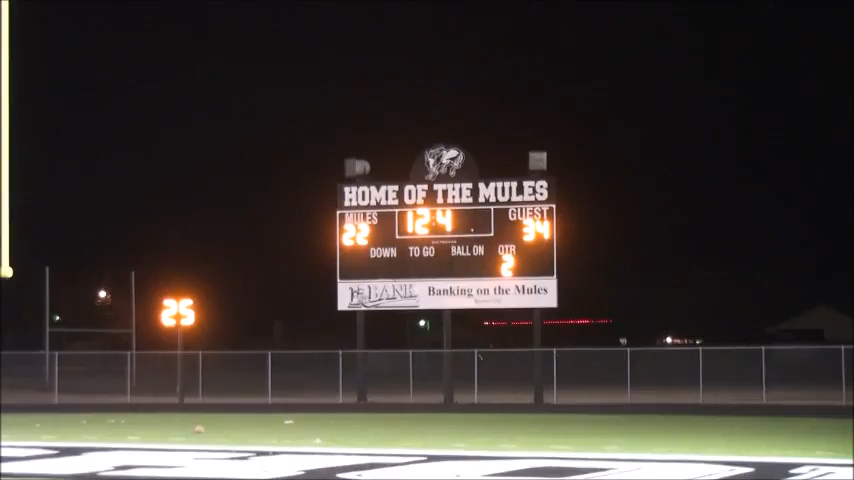 HOME OF THE MULES
MULES 12:4 GUEST
22 34
DOWN TO GO BALL ON QTR
2
BANK Banking on the Mules
25